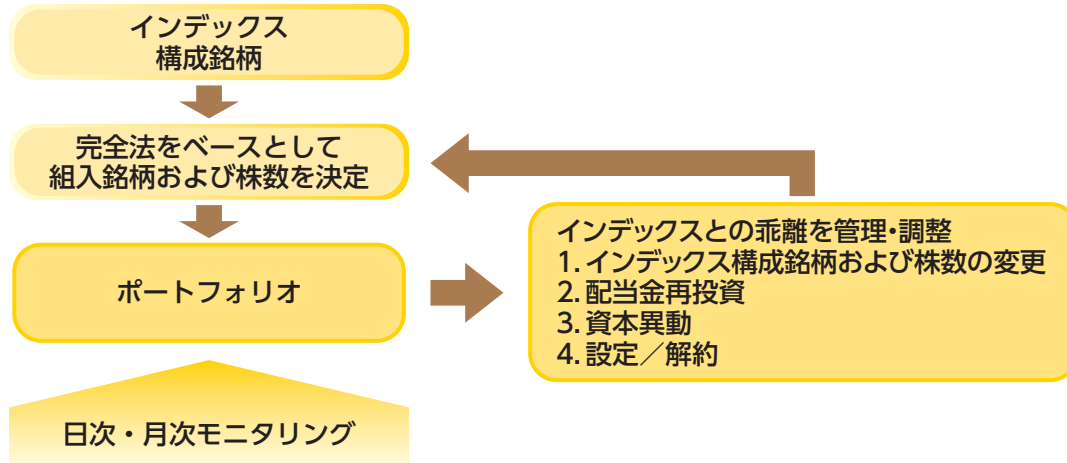 インデックス
構成銘柄
完全法をベースとして
組入銘柄および株数を決定
ポートフォリオ
インデックスとの乖離を管理・調整
1. インデックス構成銘柄および株数の変更
2. 配当金再投資
3. 資本異動
4. 設定／解約
日次・月次モニタリング